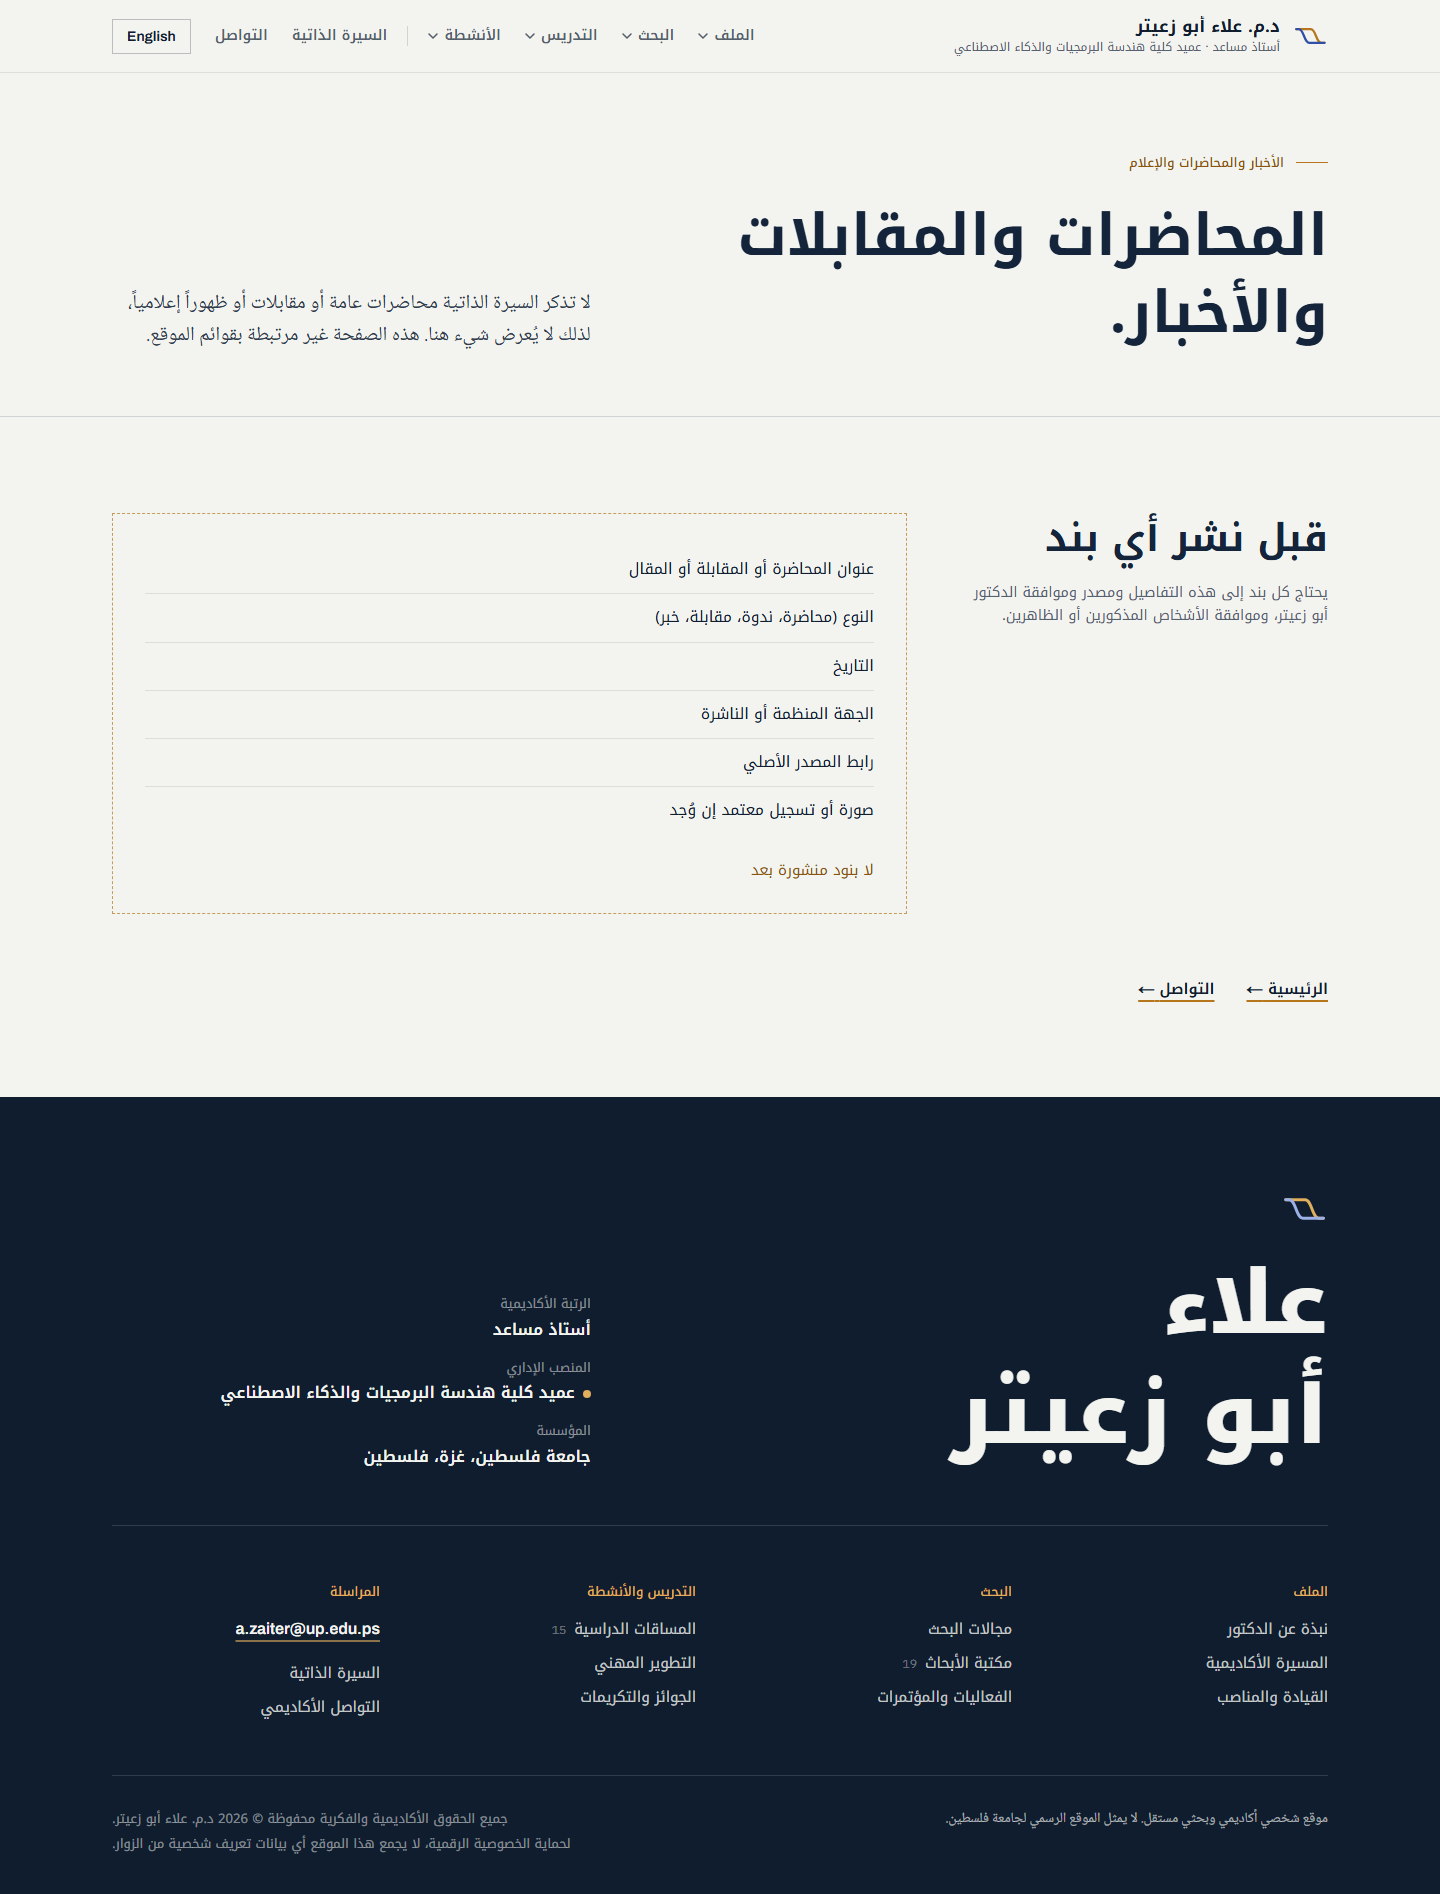 د.م. علاء أبو زعيتر
أستاذ مساعد · عميد كلية هندسة البرمجيات والذكاء الاصطناعي
الملف
البحث
التدريس
الأنشطة
السيرة الذاتية
التواصل
English
الأخبار والمحاضرات والإعلام
المحاضرات والمقابلات
والأخبار.
لا تذكر السيرة الذاتية محاضرات عامة أو مقابلات أو ظهوراً إعلامياً،
لذلك لا يُعرض شيء هنا. هذه الصفحة غير مرتبطة بقوائم الموقع.
قبل نشر أي بند
يحتاج كل بند إلى هذه التفاصيل ومصدر وموافقة الدكتور
أبو زعيتر، وموافقة الأشخاص المذكورين أو الظاهرين.
عنوان المحاضرة أو المقابلة أو المقال
النوع (محاضرة، ندوة، مقابلة، خبر)
التاريخ
الجهة المنظمة أو الناشرة
رابط المصدر الأصلي
صورة أو تسجيل معتمد إن وُجد
لا بنود منشورة بعد
الرئيسية ←
التواصل ←
علاء
أبو زعيتر
الرتبة الأكاديمية
أستاذ مساعد
المنصب الإداري
عميد كلية هندسة البرمجيات والذكاء الاصطناعي
المؤسسة
جامعة فلسطين، غزة، فلسطين
الملف
نبذة عن الدكتور
المسيرة الأكاديمية
القيادة والمناصب
البحث
مجالات البحث
مكتبة الأبحاث 19
الفعاليات والمؤتمرات
التدريس والأنشطة
المساقات الدراسية 15
التطوير المهني
الجوائز والتكريمات
المراسلة
a.zaiter@up.edu.ps
السيرة الذاتية
التواصل الأكاديمي
موقع شخصي أكاديمي وبحثي مستقل. لا يمثل الموقع الرسمي لجامعة فلسطين.
جميع الحقوق الأكاديمية والفكرية محفوظة © 2026 د.م. علاء أبو زعيتر.
لحماية الخصوصية الرقمية، لا يجمع هذا الموقع أي بيانات تعريف شخصية من الزوار.